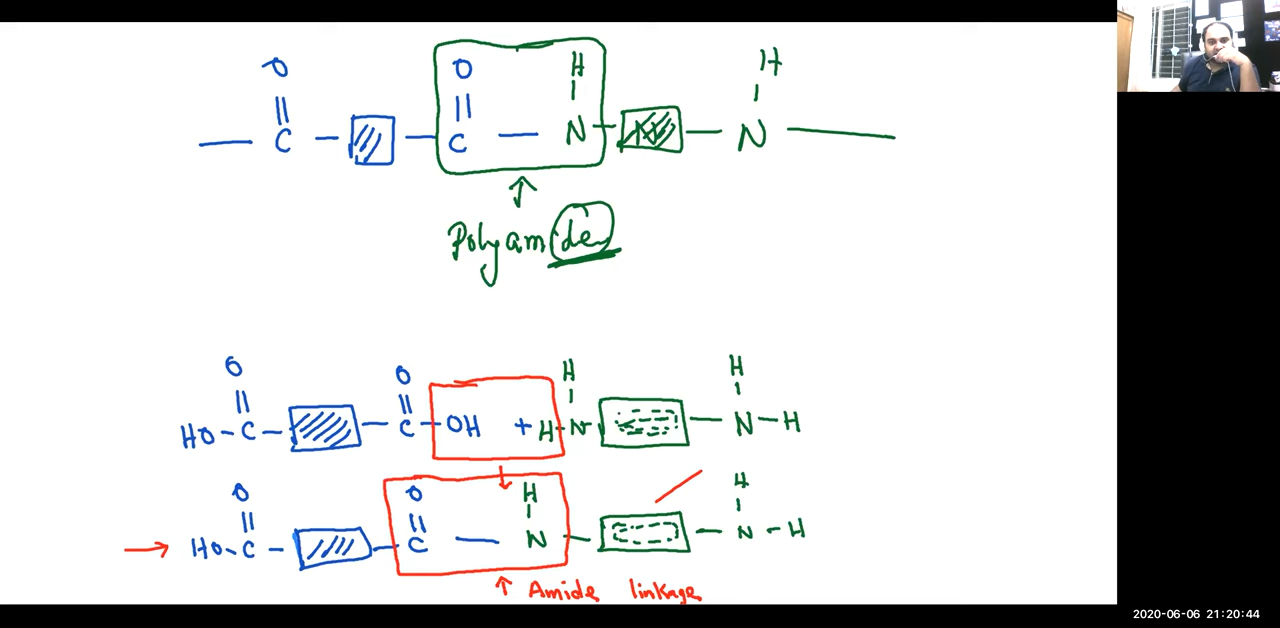 O O H H
|| || | |
— C — — C — N — — N —
↑
Polyamide
O O H H
|| || | |
HO – C – – C – OH + H – N – – N – H
O O H H
|| || | |
→ HO – C – – C — N – – N – H
↑ Amide linkage
2020-06-06 21:20:44